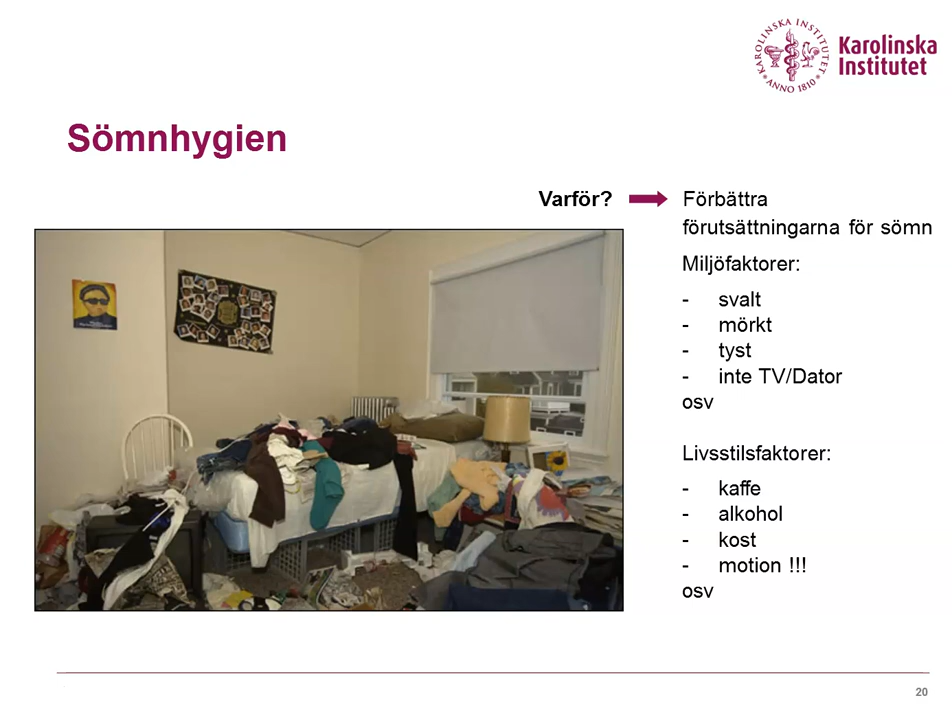 KAROLINSKA INSTITUTET
ANNO 1810
Karolinska
Institutet
Sömnhygien
Varför?
Förbättra
förutsättningarna för sömn
Miljöfaktorer:
- svalt
- mörkt
- tyst
- inte TV/Dator
osv
Livsstilsfaktorer:
- kaffe
- alkohol
- kost
- motion !!!
osv
20